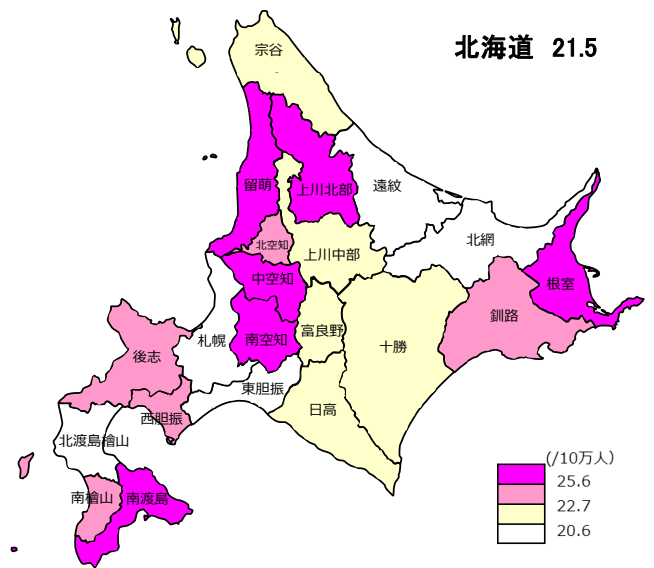 北海道 21.5
宗谷
留萌
上川北部
遠紋
北空知
上川中部
北網
中空知
根室
釧路
南空知
富良野
札幌
後志
十勝
東胆振
日高
西胆振
北渡島檜山
南檜山
南渡島
(/10万人)
25.6
22.7
20.6